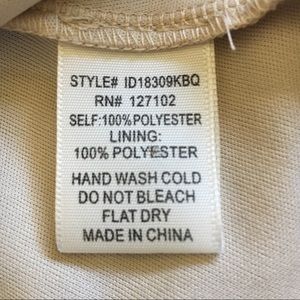 STYLE# ID18309KBQ
RN# 127102
SELF:100%POLYESTER
LINING:
100% POLYESTER
HAND WASH COLD
DO NOT BLEACH
FLAT DRY
MADE IN CHINA